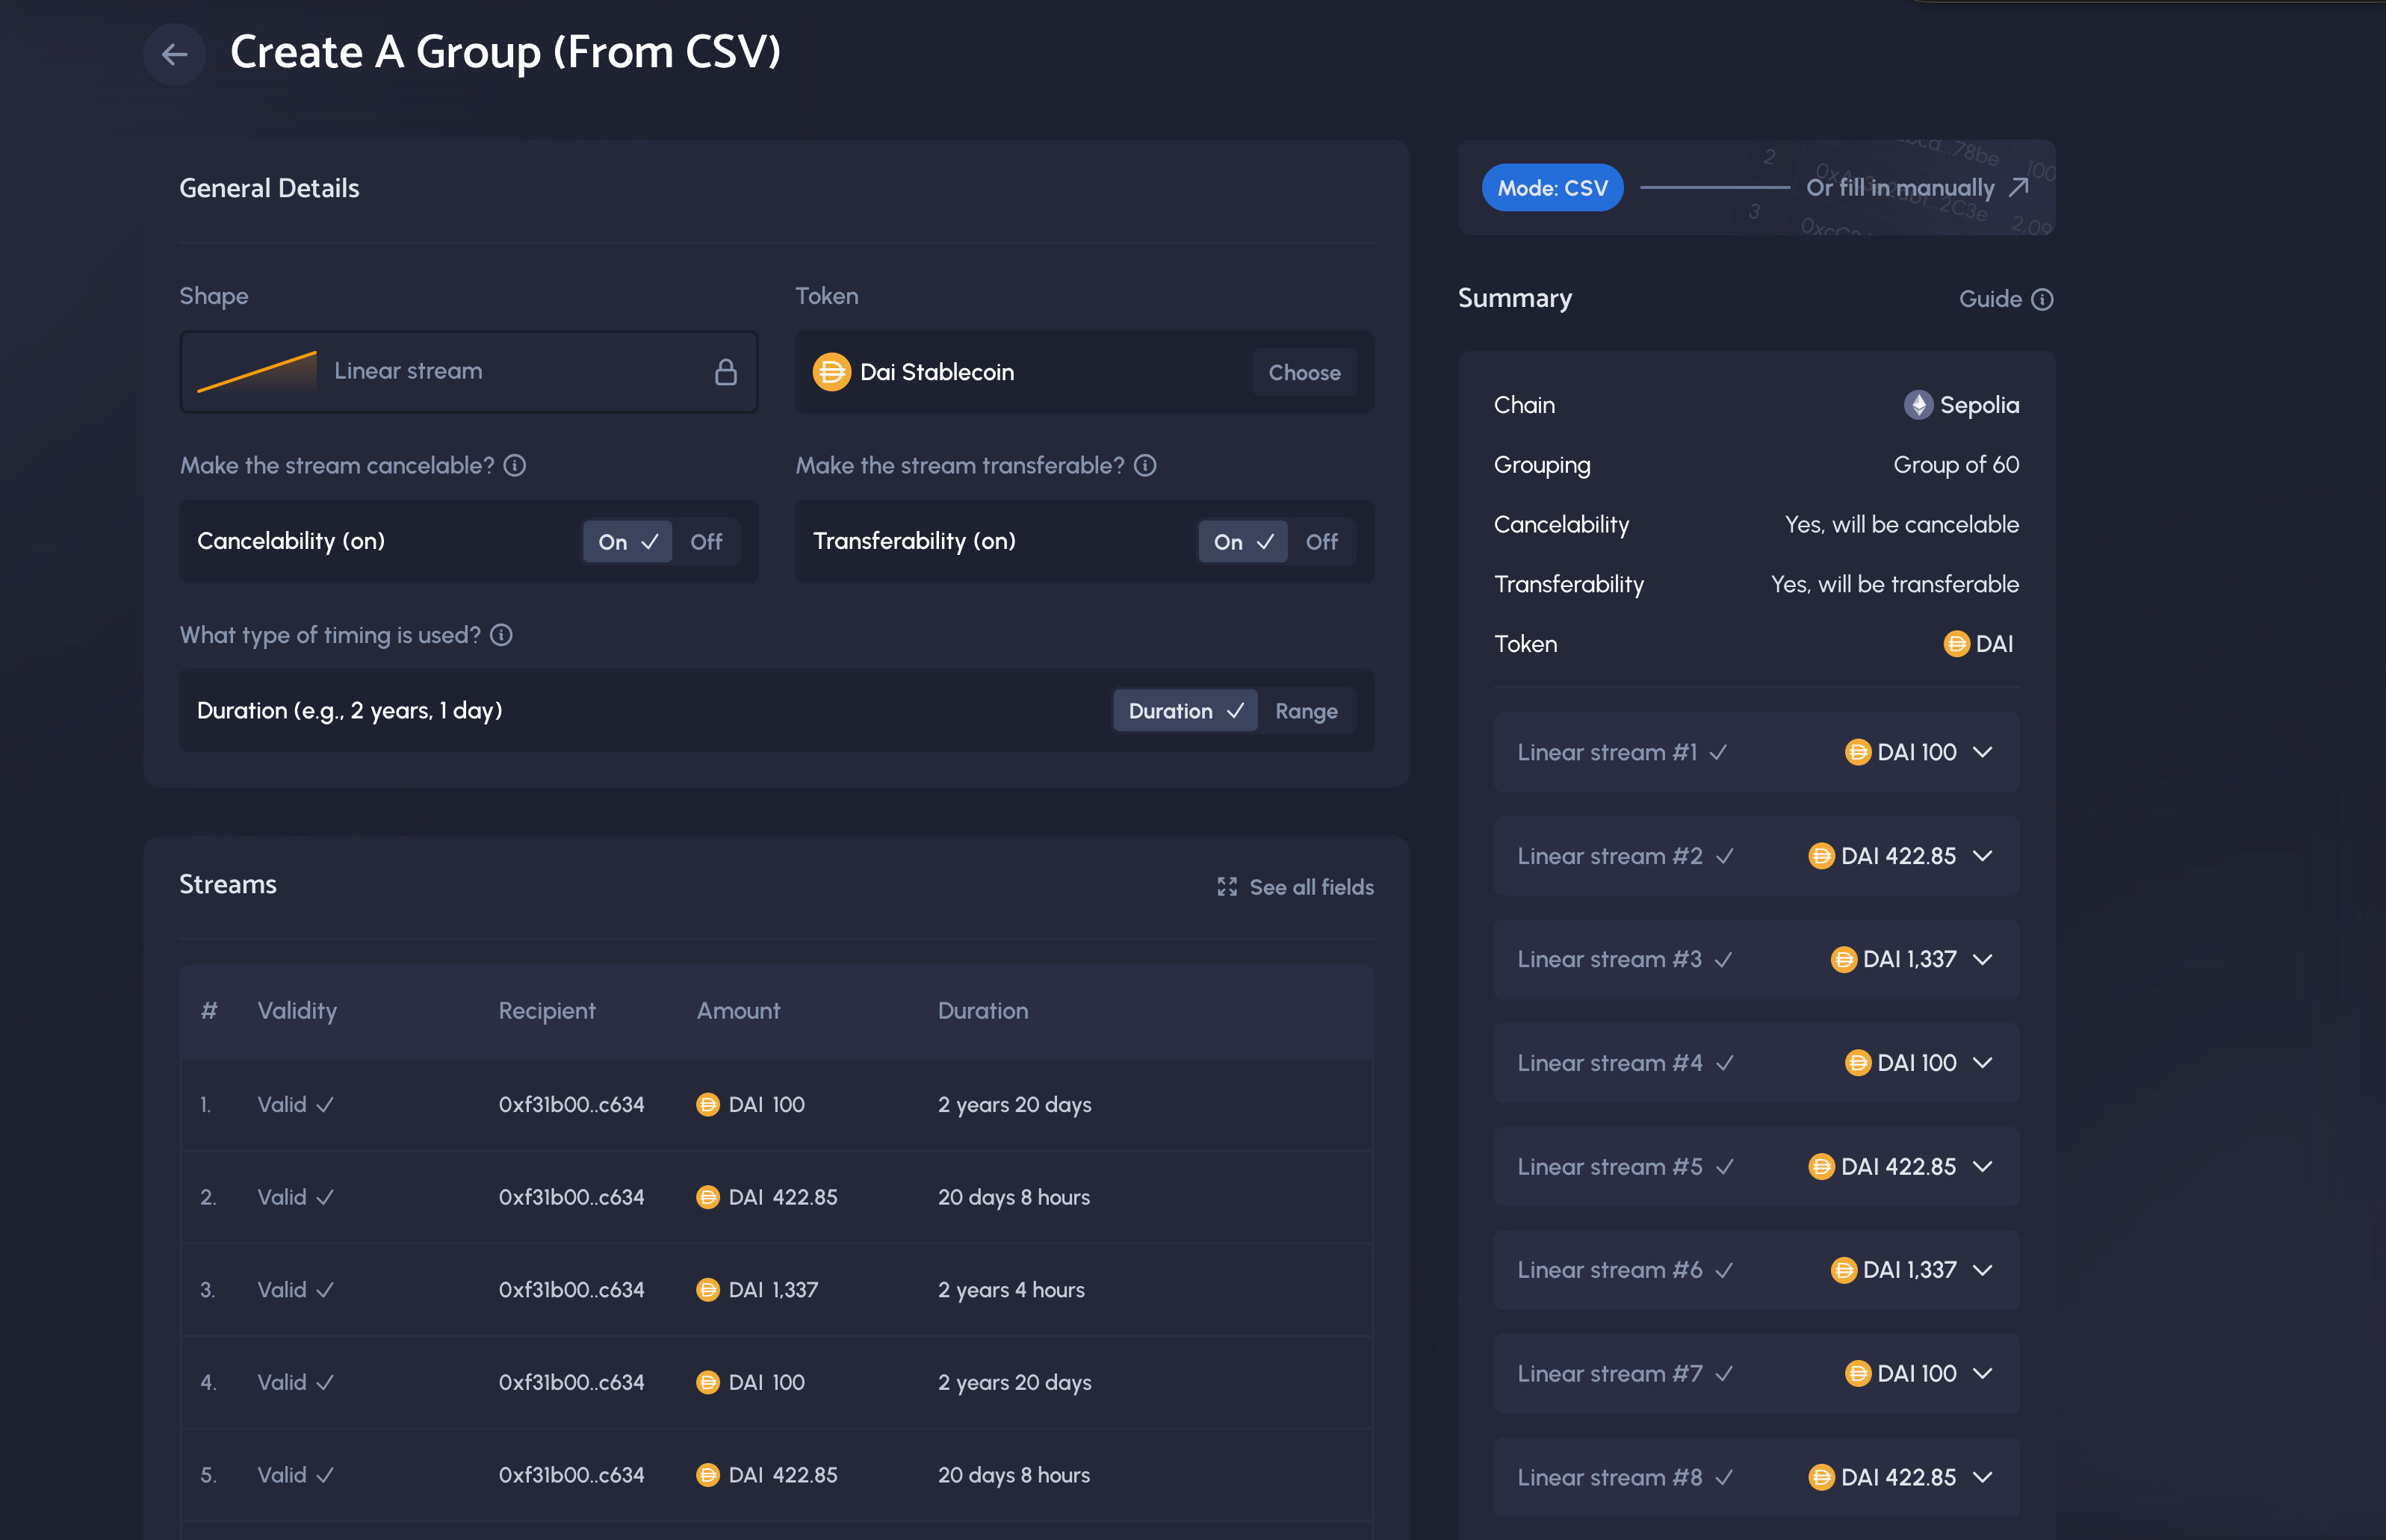 Create A Group (From CSV)
General Details
Shape
Token
Linear stream
Dai Stablecoin
Choose
Make the stream cancelable?
Make the stream transferable?
Cancelability (on)
On
Off
Transferability (on)
On
Off
What type of timing is used?
Duration (e.g., 2 years, 1 day)
Duration
Range
Streams
See all fields
# Validity Recipient Amount Duration
1. Valid 0xf31b00..c634 DAI 100 2 years 20 days
2. Valid 0xf31b00..c634 DAI 422.85 20 days 8 hours
3. Valid 0xf31b00..c634 DAI 1,337 2 years 4 hours
4. Valid 0xf31b00..c634 DAI 100 2 years 20 days
5. Valid 0xf31b00..c634 DAI 422.85 20 days 8 hours
Mode: CSV
Or fill in manually
2
3
Summary
Guide
Chain Sepolia
Grouping Group of 60
Cancelability Yes, will be cancelable
Transferability Yes, will be transferable
Token DAI
Linear stream #1 DAI 100
Linear stream #2 DAI 422.85
Linear stream #3 DAI 1,337
Linear stream #4 DAI 100
Linear stream #5 DAI 422.85
Linear stream #6 DAI 1,337
Linear stream #7 DAI 100
Linear stream #8 DAI 422.85